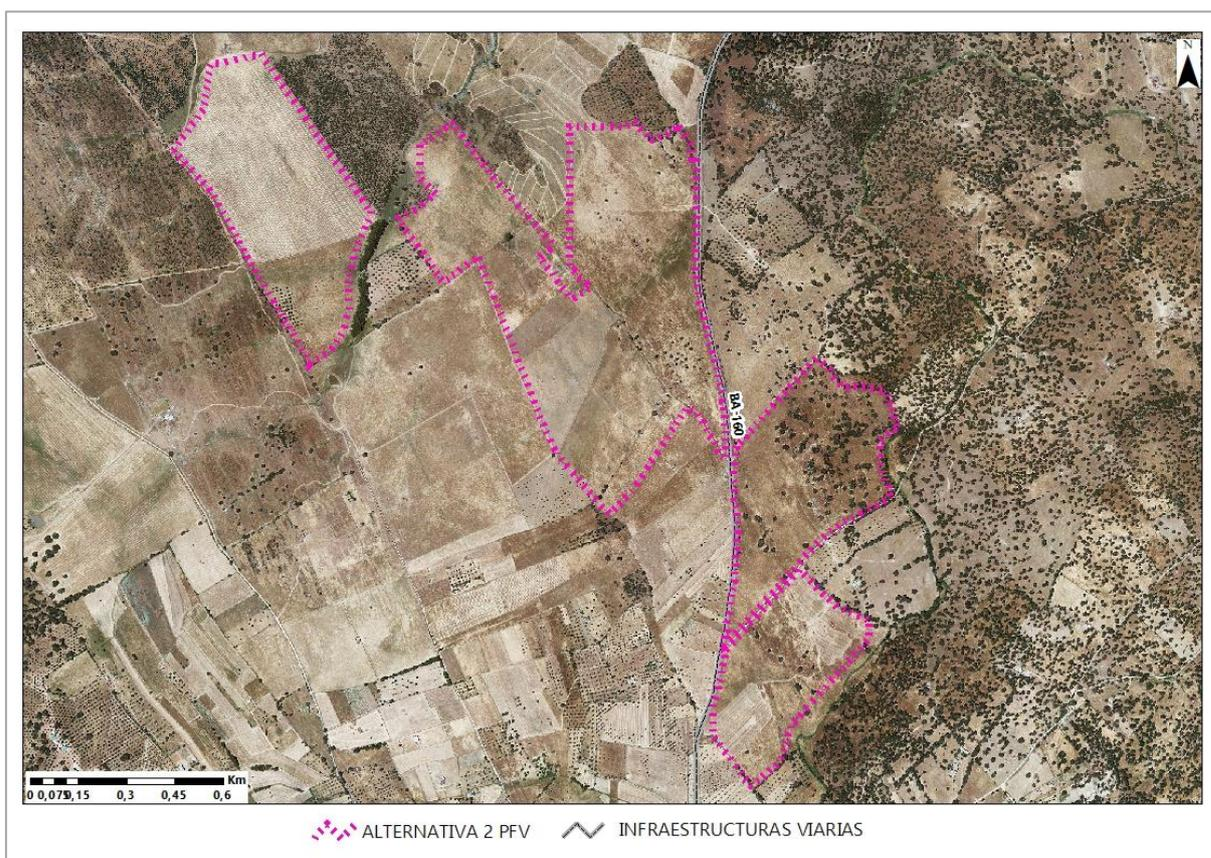 N
BA-160
Km
0 0,075 0,15 0,3 0,45 0,6
ALTERNATIVA 2 PFV INFRAESTRUCTURAS VIARIAS